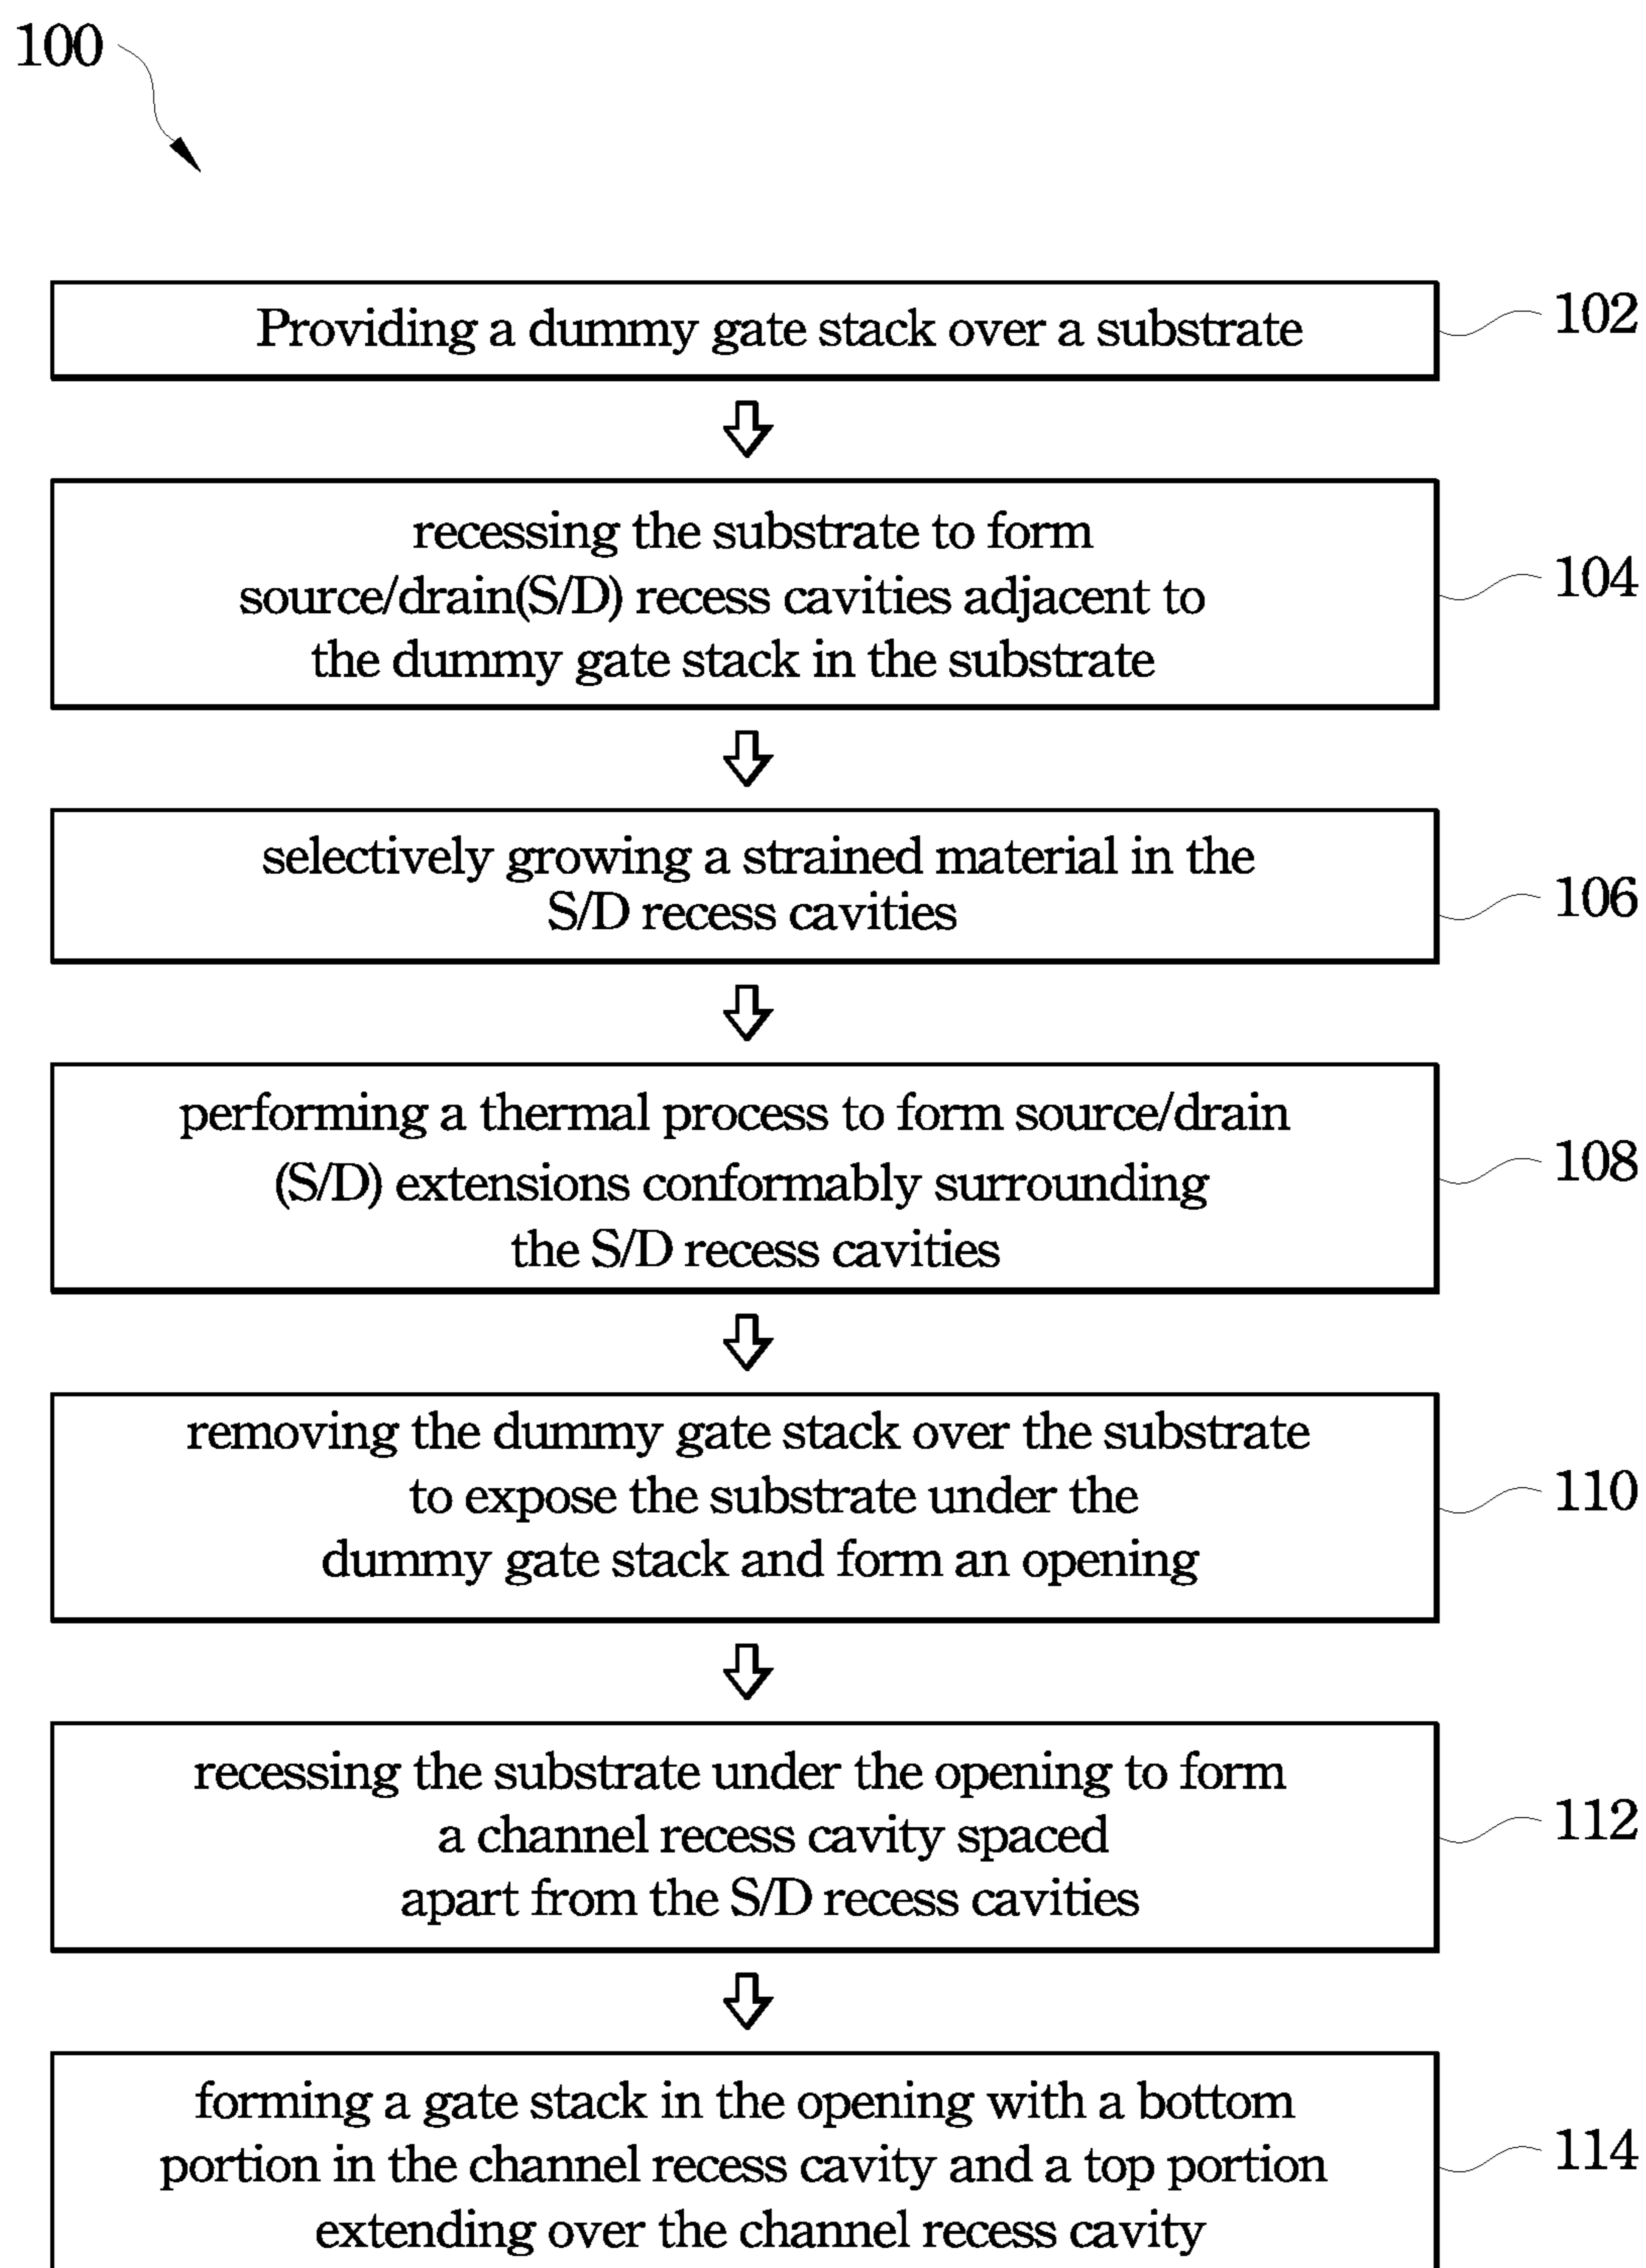 100
Providing a dummy gate stack over a substrate
102
recessing the substrate to form
source/drain(S/D) recess cavities adjacent to
the dummy gate stack in the substrate
104
selectively growing a strained material in the
S/D recess cavities
106
performing a thermal process to form source/drain
(S/D) extensions conformably surrounding
the S/D recess cavities
108
removing the dummy gate stack over the substrate
to expose the substrate under the
dummy gate stack and form an opening
110
recessing the substrate under the opening to form
a channel recess cavity spaced
apart from the S/D recess cavities
112
forming a gate stack in the opening with a bottom
portion in the channel recess cavity and a top portion
extending over the channel recess cavity
114